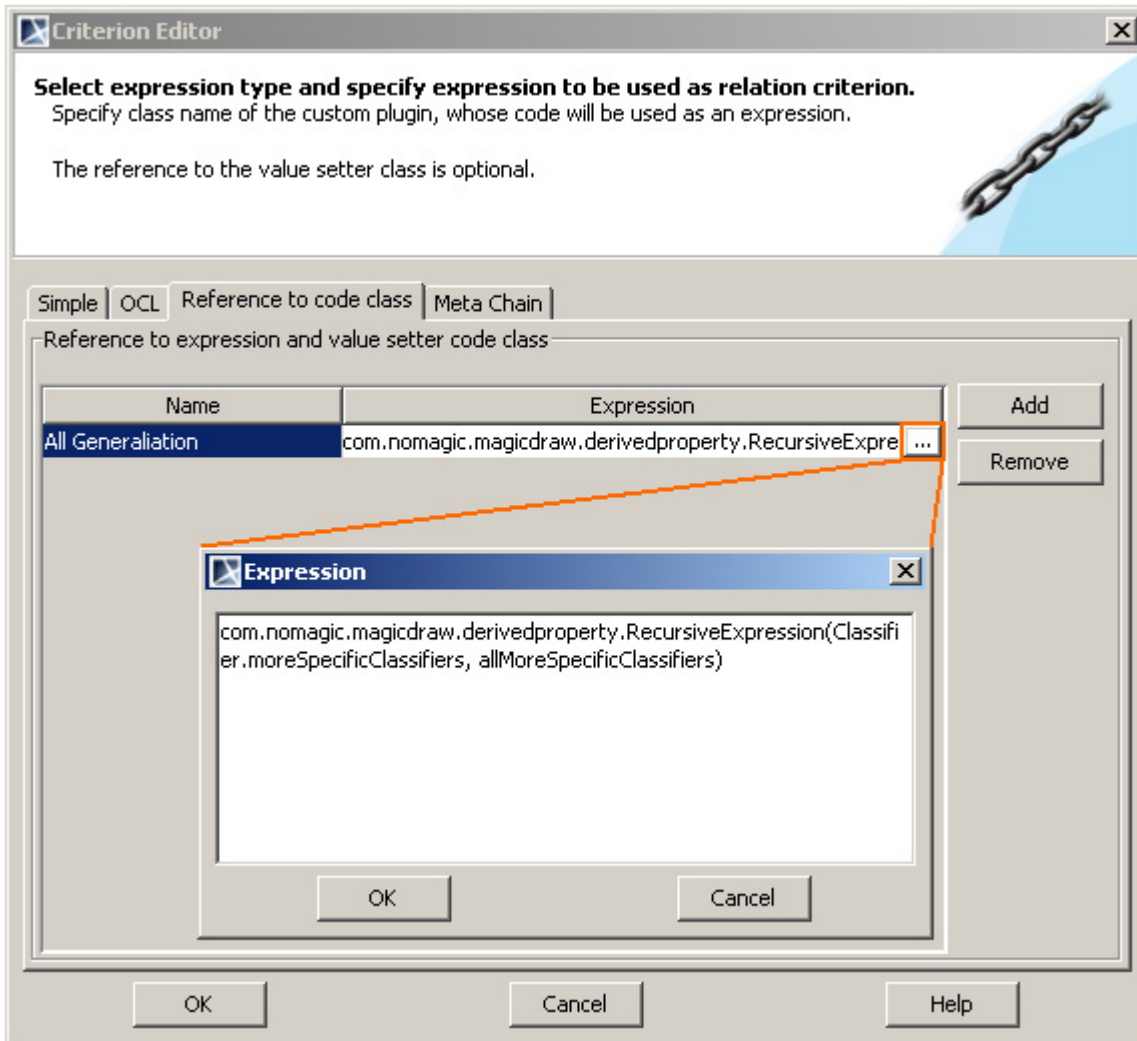 Criterion Editor
Select expression type and specify expression to be used as relation criterion.
Specify class name of the custom plugin, whose code will be used as an expression.
The reference to the value setter class is optional.
Simple OCL Reference to code class Meta Chain
Reference to expression and value setter code class
Name Expression Add
All Generaliation com.nomagic.magicdraw.derivedproperty.RecursiveExpre ...
Remove
Expression
com.nomagic.magicdraw.derivedproperty.RecursiveExpression(Classifi
er.moreSpecificClassifiers, allMoreSpecificClassifiers)
OK Cancel
OK Cancel Help